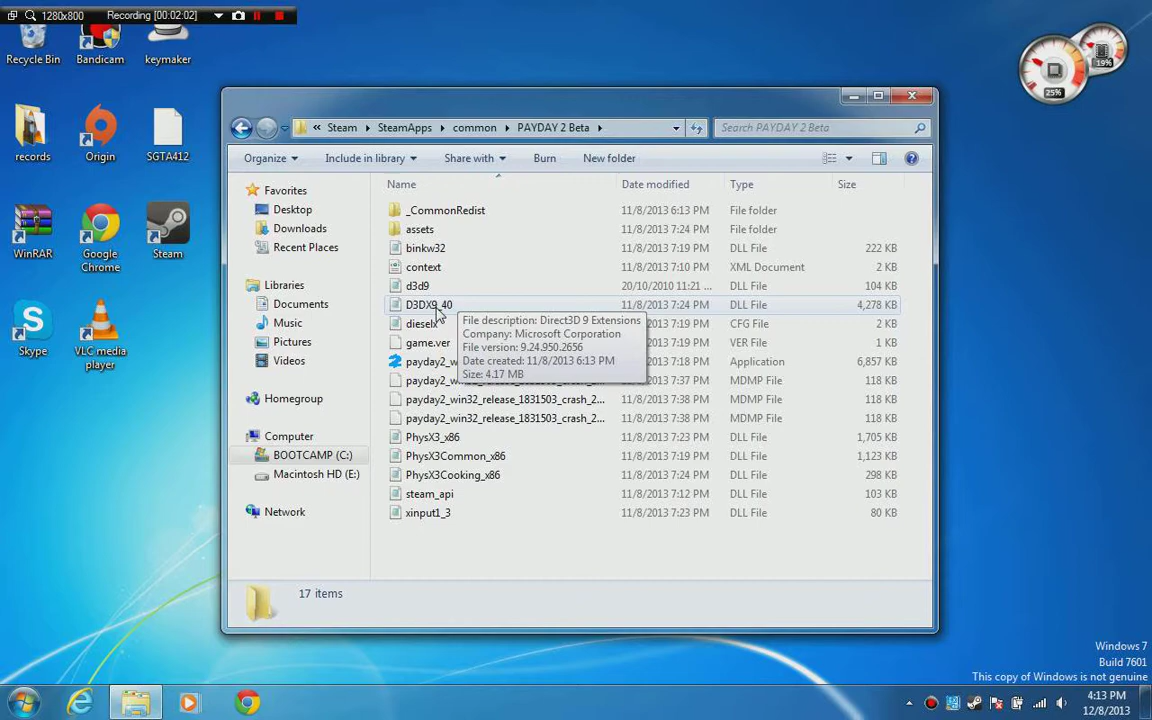 1280x800 Recording [00:02:02]
Recycle Bin
Bandicam
keymaker
records
Origin
SGTA412
WinRAR
Google Chrome
Steam
Skype
VLC media player
« Steam SteamApps common PAYDAY 2 Beta Search PAYDAY 2 Beta
Organize Include in library Share with Burn New folder
Favorites
Desktop
Downloads
Recent Places
Libraries
Documents
Music
Pictures
Videos
Homegroup
Computer
BOOTCAMP (C:)
Macintosh HD (E:)
Network
Name Date modified Type Size
_CommonRedist 11/8/2013 6:13 PM File folder
assets 11/8/2013 7:24 PM File folder
binkw32 11/8/2013 7:19 PM DLL File 222 KB
context 11/8/2013 7:10 PM XML Document 2 KB
d3d9 20/10/2010 11:21 ... DLL File 104 KB
D3DX9_40 11/8/2013 7:24 PM DLL File 4,278 KB
11/8/2013 7:19 PM CFG File 2 KB
game.ver 11/8/2013 7:19 PM VER File 1 KB
payday2_w 11/8/2013 7:18 PM Application 6,857 KB
payday2_win32_release_1831503_crash_2... 11/8/2013 7:37 PM MDMP File 118 KB
payday2_win32_release_1831503_crash_2... 11/8/2013 7:38 PM MDMP File 118 KB
payday2_win32_release_1831503_crash_2... 11/8/2013 7:38 PM MDMP File 118 KB
PhysX3_x86 11/8/2013 7:23 PM DLL File 1,705 KB
PhysX3Common_x86 11/8/2013 7:19 PM DLL File 1,123 KB
PhysX3Cooking_x86 11/8/2013 7:19 PM DLL File 298 KB
steam_api 11/8/2013 7:12 PM DLL File 103 KB
xinput1_3 11/8/2013 7:23 PM DLL File 80 KB
File description: Direct3D 9 Extensions
Company: Microsoft Corporation
File version: 9.24.950.2656
Date created: 11/8/2013 6:13 PM
Size: 4.17 MB
17 items
25%
19%
Windows 7
Build 7601
This copy of Windows is not genuine
4:13 PM
12/8/2013